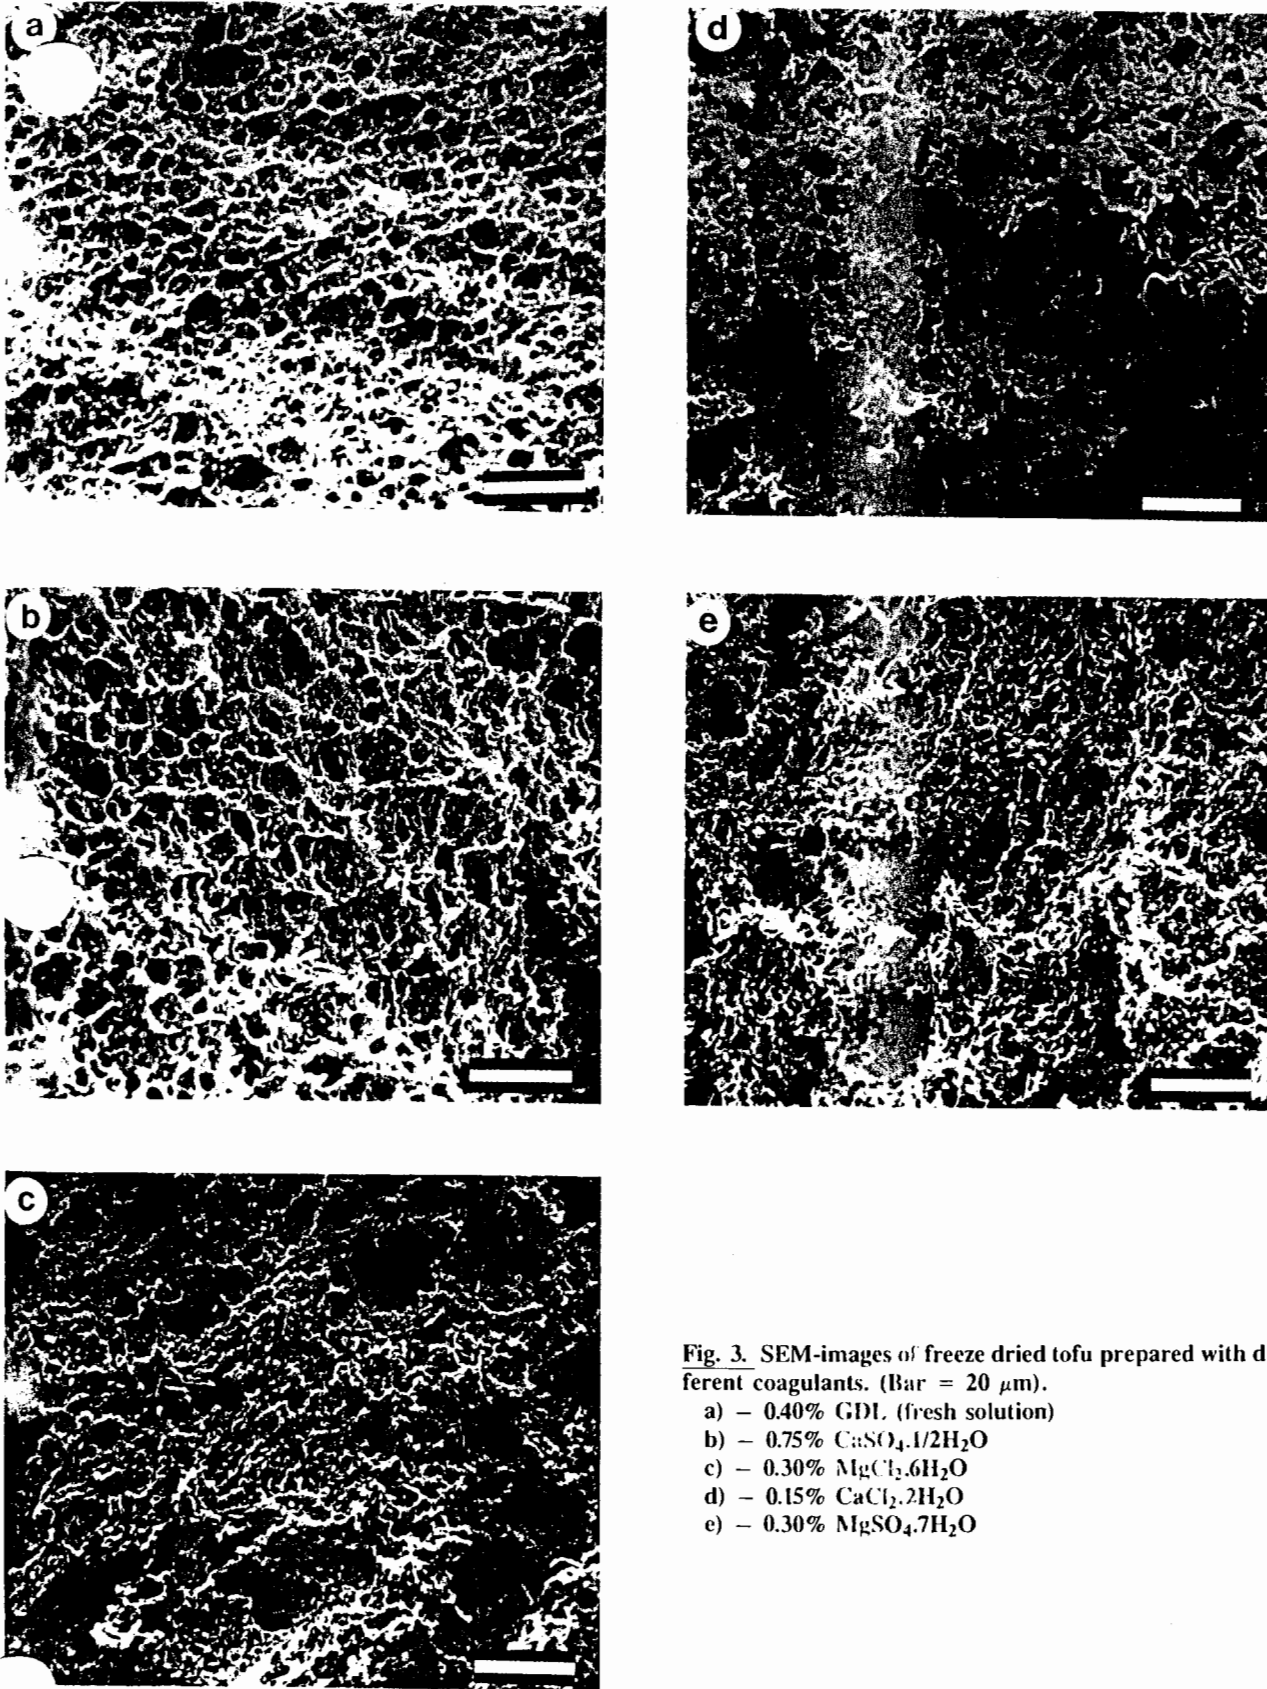 a
d
b
e
c
Fig. 3. SEM-images of freeze dried tofu prepared with d
ferent coagulants. (Bar = 20 μm).
a) – 0.40% GDL (fresh solution)
b) – 0.75% CaSO₄.1/2H₂O
c) – 0.30% MgCl₂.6H₂O
d) – 0.15% CaCl₂.2H₂O
e) – 0.30% MgSO₄.7H₂O